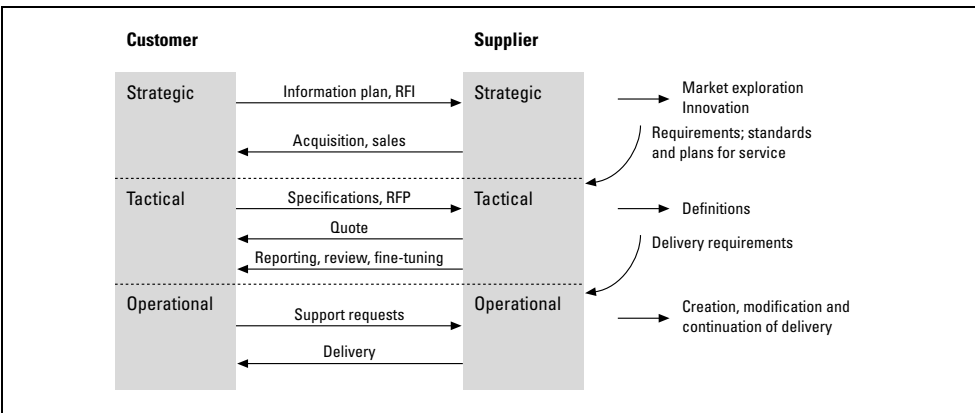 Customer
Supplier
Strategic
Information plan, RFI
Strategic
Market exploration
Innovation
Acquisition, sales
Requirements; standards
and plans for service
Tactical
Specifications, RFP
Tactical
Definitions
Quote
Delivery requirements
Reporting, review, fine-tuning
Operational
Support requests
Operational
Creation, modification and
continuation of delivery
Delivery